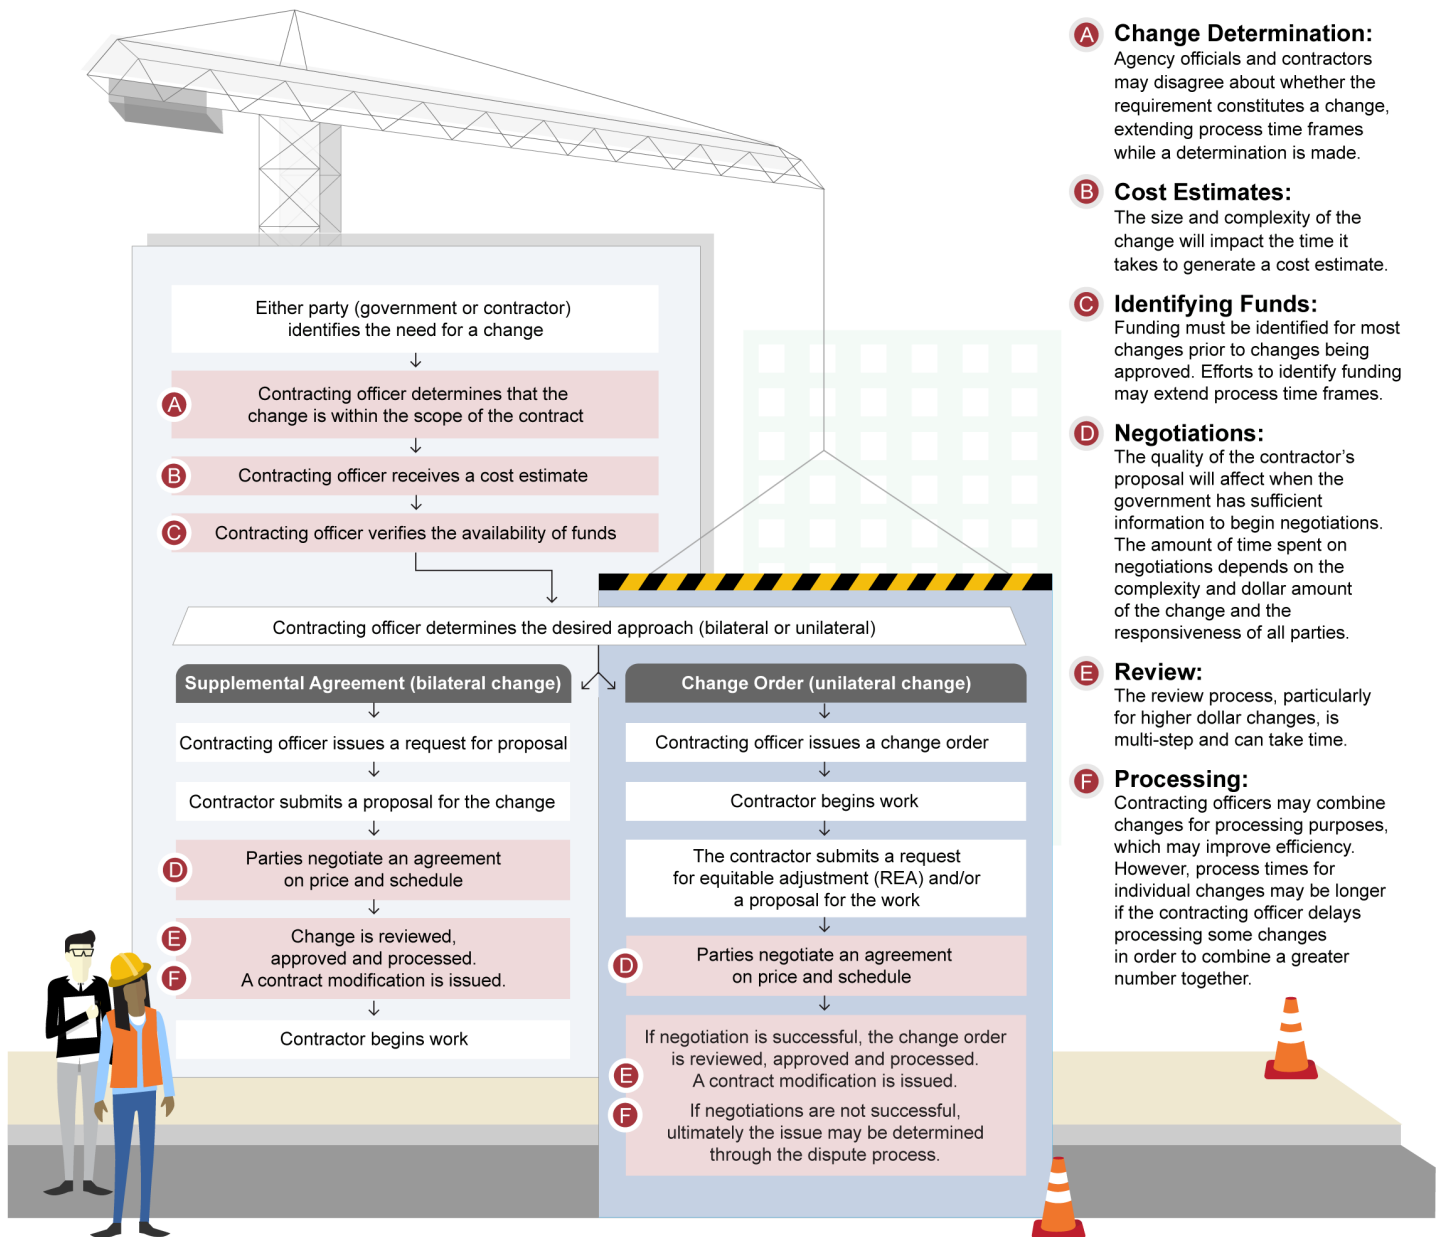 Either party (government or contractor)
identifies the need for a change
A
Contracting officer determines that the
change is within the scope of the contract
B
Contracting officer receives a cost estimate
C
Contracting officer verifies the availability of funds
Contracting officer determines the desired approach (bilateral or unilateral)
Supplemental Agreement (bilateral change)
Contracting officer issues a request for proposal
Contractor submits a proposal for the change
D
Parties negotiate an agreement
on price and schedule
E
F
Change is reviewed,
approved and processed.
A contract modification is issued.
Contractor begins work
Change Order (unilateral change)
Contracting officer issues a change order
Contractor begins work
The contractor submits a request
for equitable adjustment (REA) and/or
a proposal for the work
D
Parties negotiate an agreement
on price and schedule
E
F
If negotiation is successful, the change order
is reviewed, approved and processed.
A contract modification is issued.
If negotiations are not successful,
ultimately the issue may be determined
through the dispute process.
A
Change Determination:
Agency officials and contractors
may disagree about whether the
requirement constitutes a change,
extending process time frames
while a determination is made.
B
Cost Estimates:
The size and complexity of the
change will impact the time it
takes to generate a cost estimate.
C
Identifying Funds:
Funding must be identified for most
changes prior to changes being
approved. Efforts to identify funding
may extend process time frames.
D
Negotiations:
The quality of the contractor's
proposal will affect when the
government has sufficient
information to begin negotiations.
The amount of time spent on
negotiations depends on the
complexity and dollar amount
of the change and the
responsiveness of all parties.
E
Review:
The review process, particularly
for higher dollar changes, is
multi-step and can take time.
F
Processing:
Contracting officers may combine
changes for processing purposes,
which may improve efficiency.
However, process times for
individual changes may be longer
if the contracting officer delays
processing some changes
in order to combine a greater
number together.